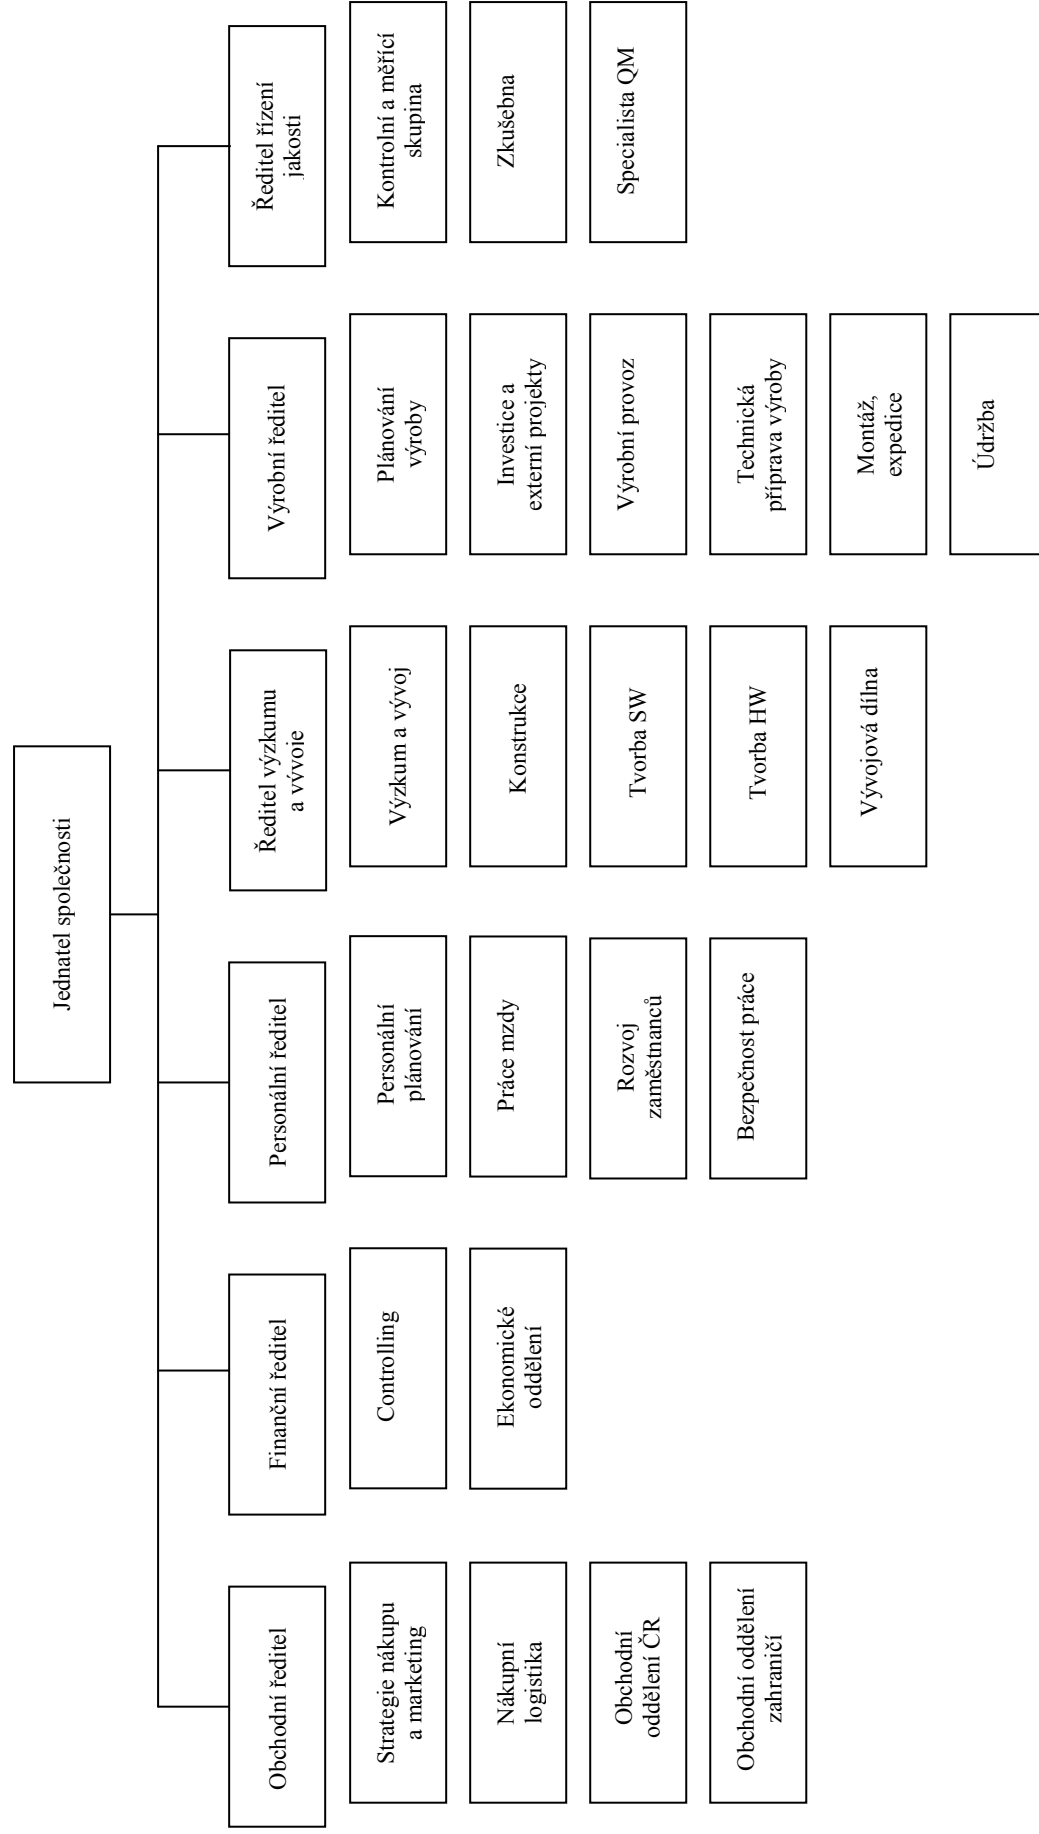 Jednatel společnosti
Obchodní ředitel
Finanční ředitel
Personální ředitel
Ředitel výzkumu
a vývoje
Výrobní ředitel
Ředitel řízení
jakosti
Strategie nákupu
a marketing
Nákupní
logistika
Obchodní
oddělení ČR
Obchodní oddělení
zahraničí
Controlling
Ekonomické
oddělení
Personální
plánování
Práce mzdy
Rozvoj
zaměstnanců
Bezpečnost práce
Výzkum a vývoj
Konstrukce
Tvorba SW
Tvorba HW
Vývojová dílna
Plánování
výroby
Investice a
externí projekty
Výrobní provoz
Technická
příprava výroby
Montáž,
expedice
Údržba
Kontrolní a měřící
skupina
Zkušebna
Specialista QM